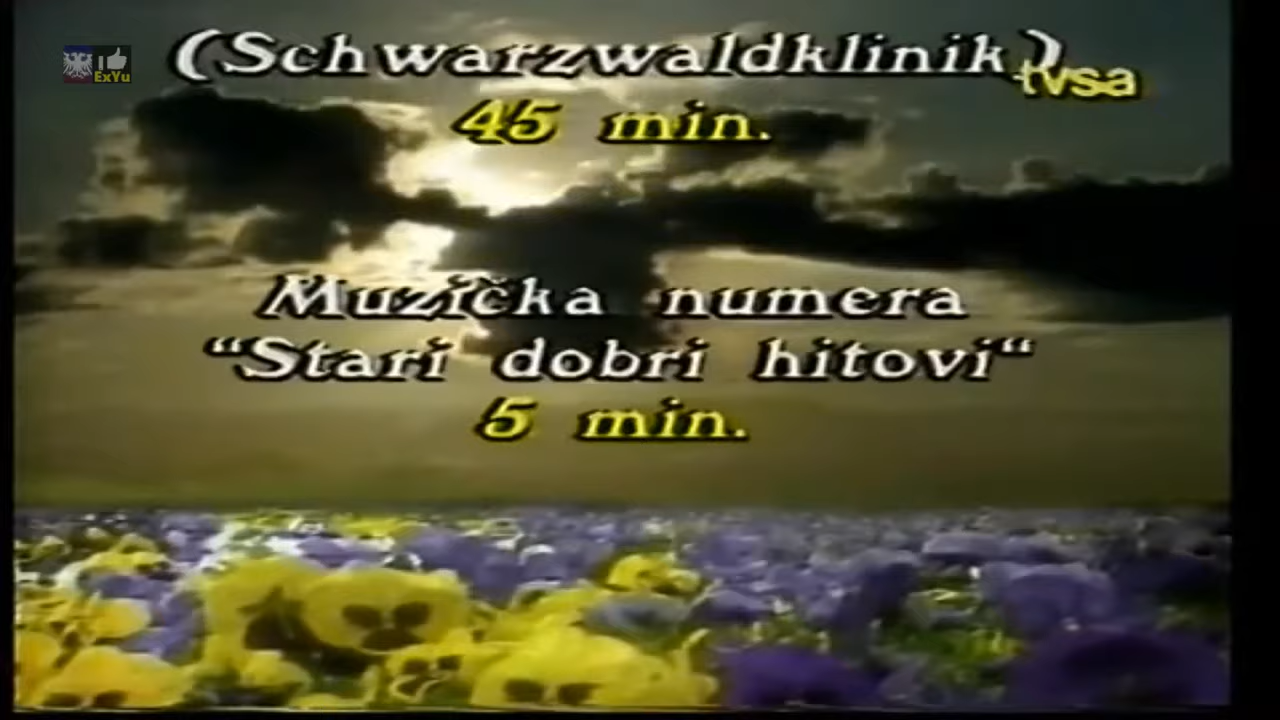 (Schwarzwaldklinik)
tvsa
ExYu
45 min.
Muzička numera
“Stari dobri hitovi“
5 min.